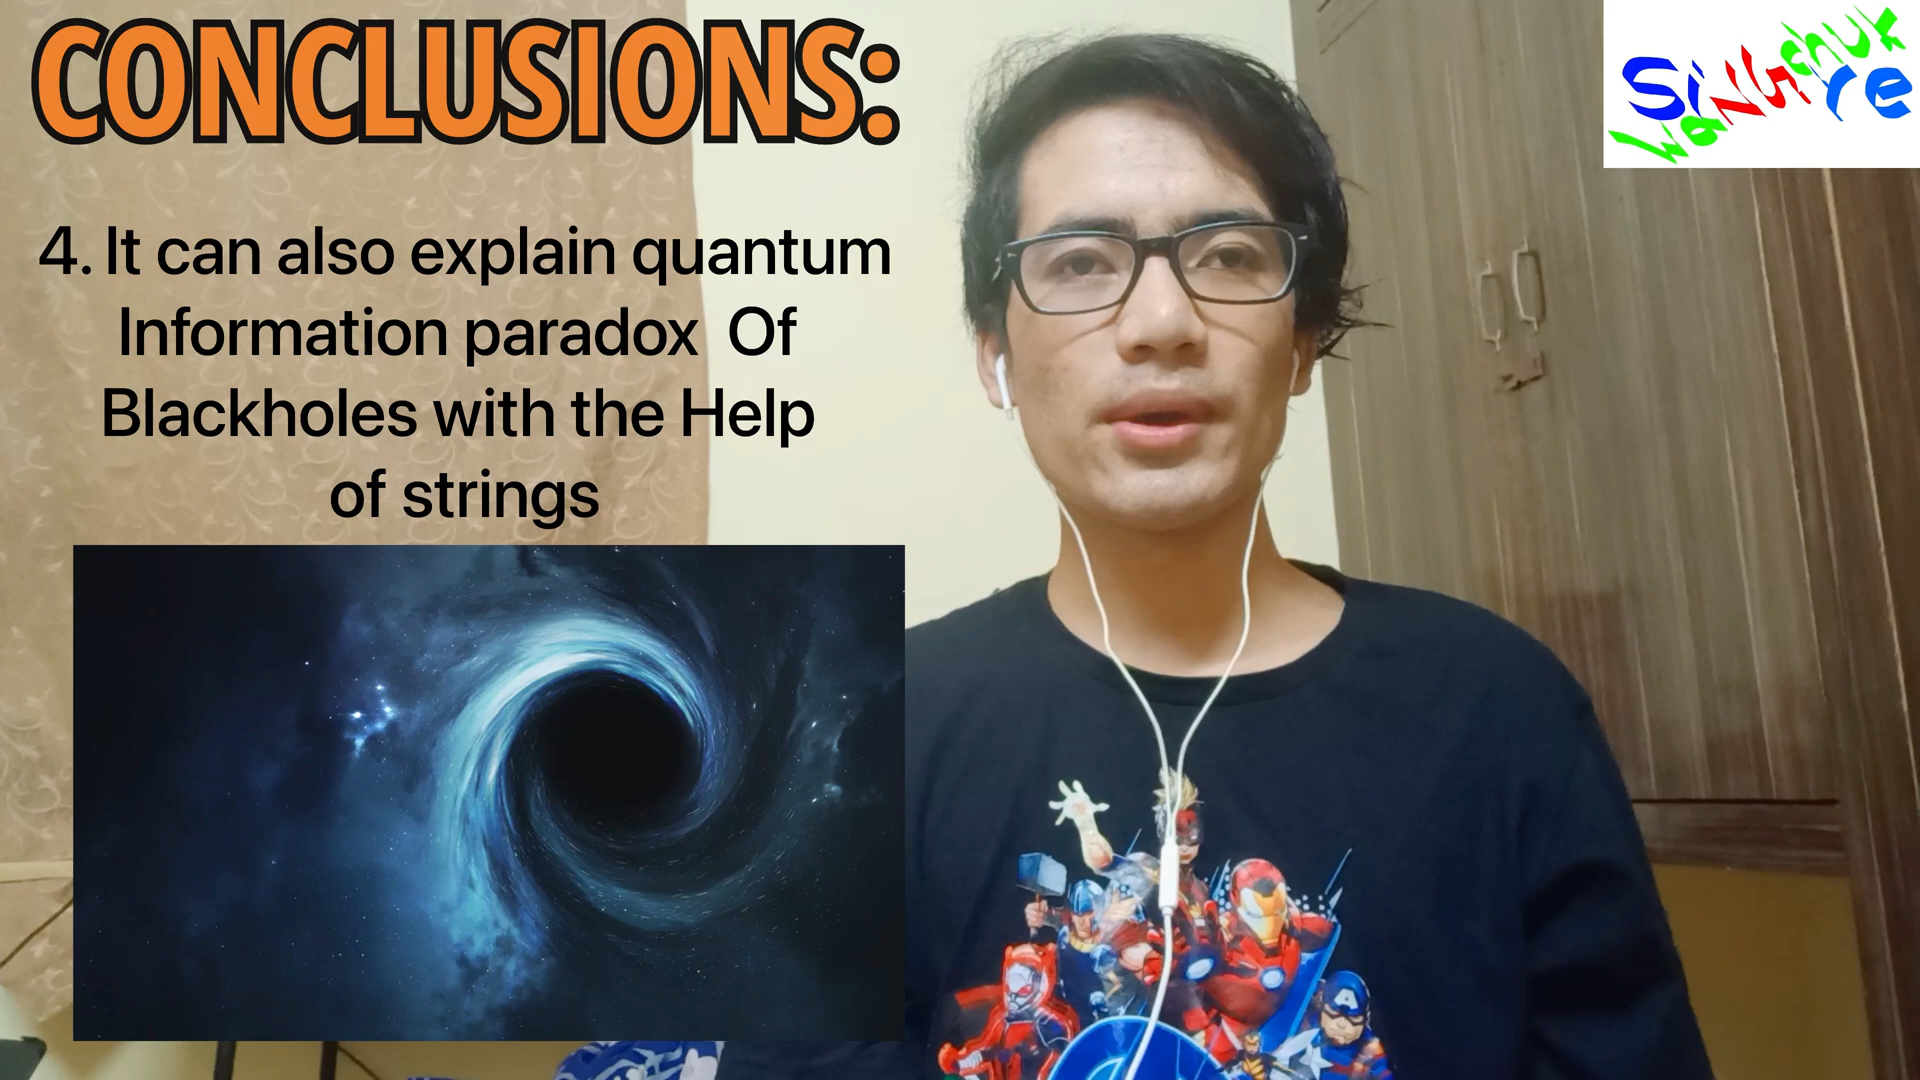 CONCLUSIONS:
4. It can also explain quantum
Information paradox Of
Blackholes with the Help
of strings
A